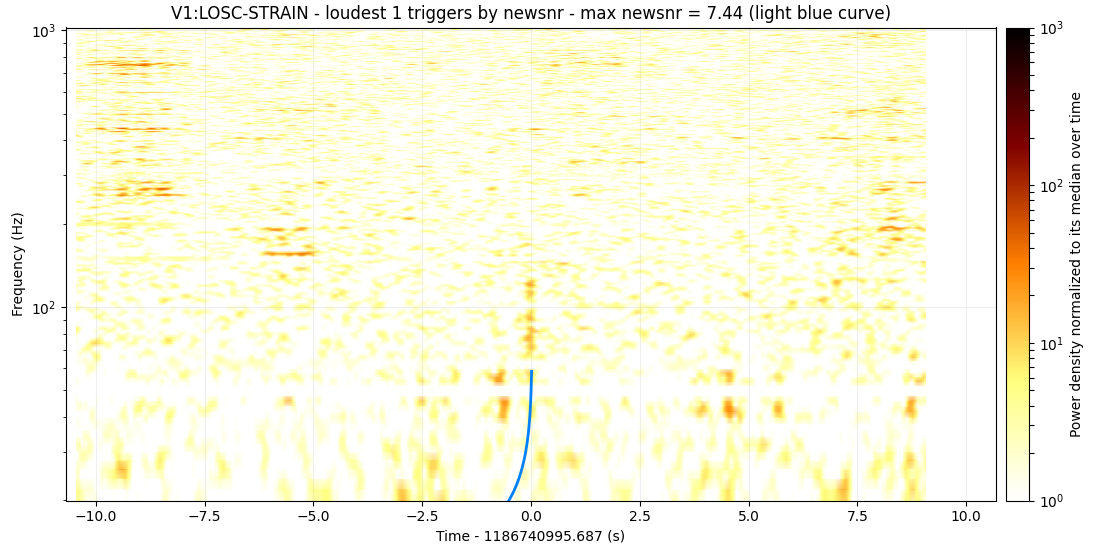 V1:LOSC-STRAIN - loudest 1 triggers by newsnr - max newsnr = 7.44 (light blue curve)
Frequency (Hz)
10³
10²
−10.0 −7.5 −5.0 −2.5 0.0 2.5 5.0 7.5 10.0
Time - 1186740995.687 (s)
10³
10²
10¹
10⁰
Power density normalized to its median over time